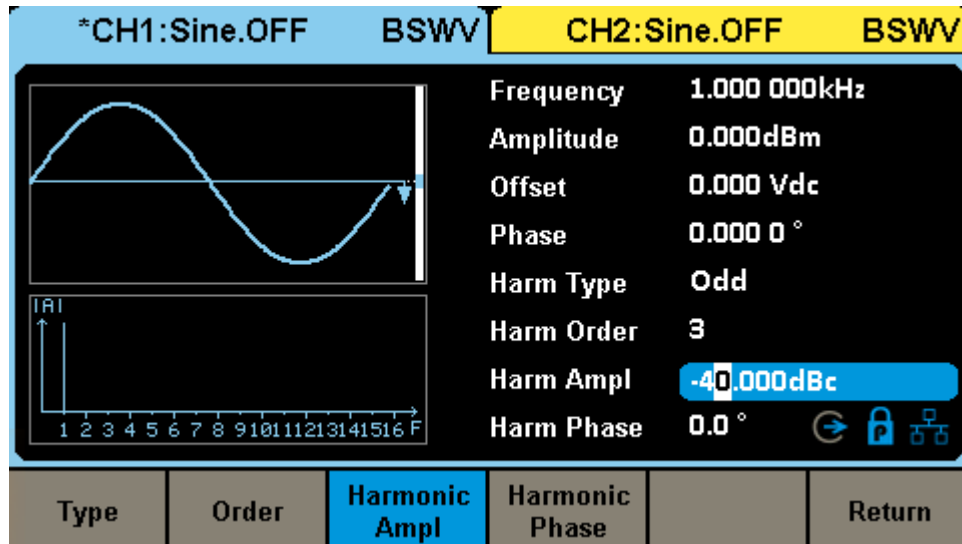 *CH1:Sine.OFF BSWV CH2:Sine.OFF BSWV
Frequency 1.000 000kHz
Amplitude 0.000dBm
Offset 0.000 Vdc
Phase 0.000 0 °
Harm Type Odd
Harm Order 3
Harm Ampl -40.000dBc
Harm Phase 0.0 °
|A|
1 2 3 4 5 6 7 8 9 10 11 12 13 14 15 16 F
P
Type Order Harmonic Ampl Harmonic Phase Return